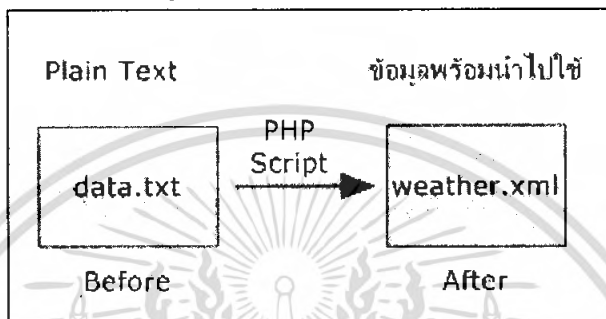 Plain Text
ข้อมูลพร้อมนำไปใช้
PHP
Script
data.txt
weather.xml
Before
After